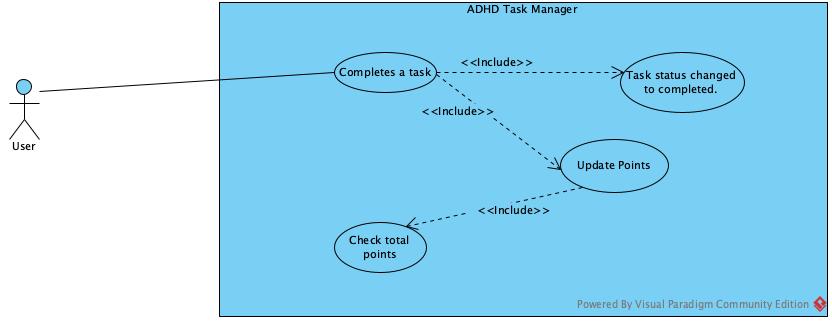 ADHD Task Manager
Completes a task
<<Include>>
Task status changed
to completed.
<<Include>>
User
Update Points
<<Include>>
Check total
points
Powered By Visual Paradigm Community Edition